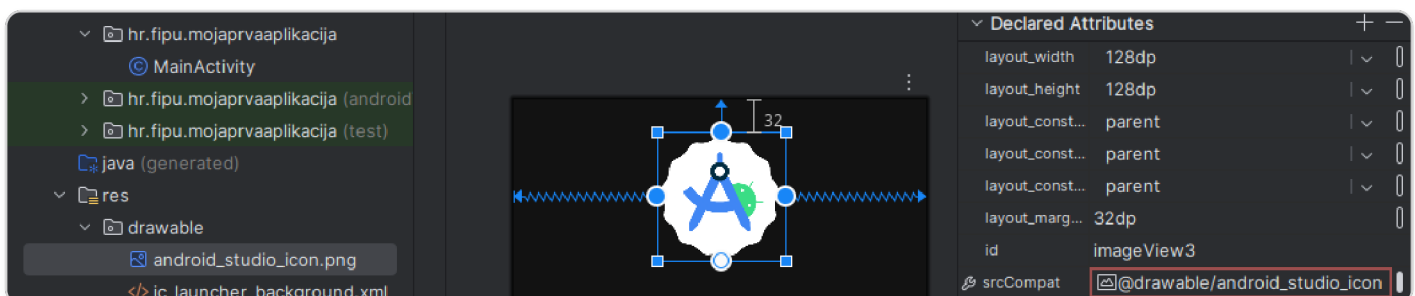 hr.fipu.mojaprvaaplikacija
MainActivity
hr.fipu.mojaprvaaplikacija (android
hr.fipu.mojaprvaaplikacija (test)
java (generated)
res
drawable
android_studio_icon.png
ic_launcher_background.xml
32
Declared Attributes
layout_width 128dp
layout_height 128dp
layout_const... parent
layout_const... parent
layout_const... parent
layout_marg... 32dp
id imageView3
srcCompat @drawable/android_studio_icon